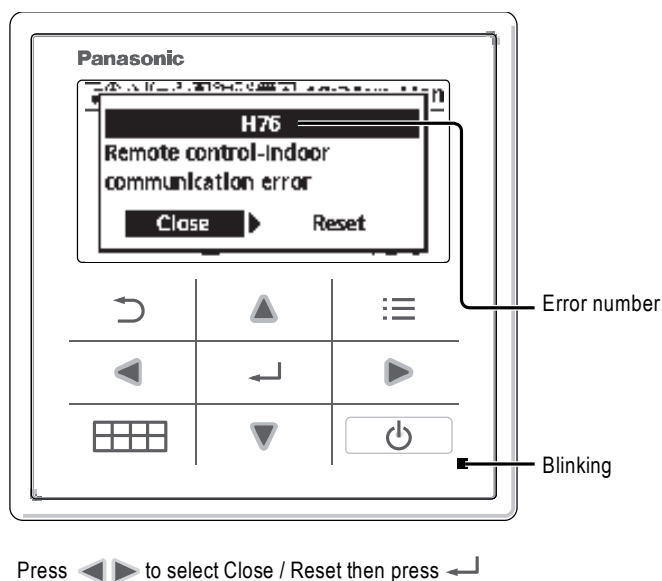 Panasonic
H76
Remote control-Indoor
communication error
Close
Reset
Error number
Blinking
Press to select Close / Reset then press